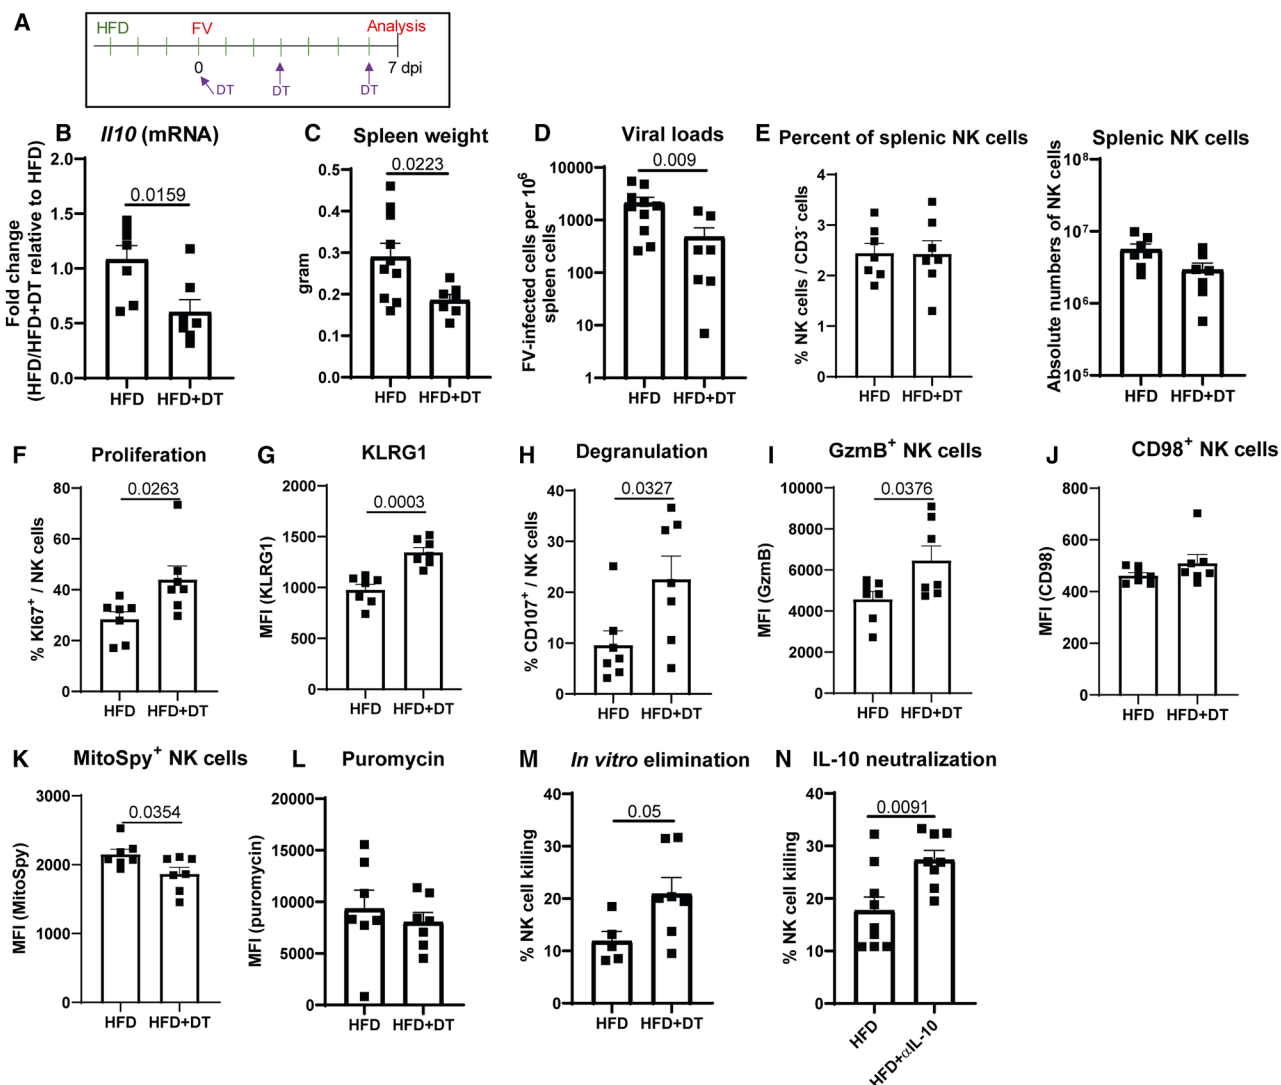 A
HFD FV Analysis
0 7 dpi
DT DT DT
B Il10 (mRNA)
Fold change
(HFD/HFD+DT relative to HFD)
2.0
1.5
1.0
0.5
0.0
0.0159
HFD HFD+DT
C Spleen weight
gram
0.5
0.4
0.3
0.2
0.1
0.0
0.0223
HFD HFD+DT
D Viral loads
FV-infected cells per 10⁶
spleen cells
10000
1000
100
10
1
0.009
HFD HFD+DT
E Percent of splenic NK cells
% NK cells / CD3⁻ cells
4
3
2
1
0
HFD HFD+DT
Splenic NK cells
Absolute numbers of NK cells
10⁸
10⁷
10⁶
10⁵
HFD HFD+DT
F Proliferation
% KI67⁺ / NK cells
80
60
40
20
0
0.0263
HFD HFD+DT
G KLRG1
MFI (KLRG1)
2000
1500
1000
500
0
0.0003
HFD HFD+DT
H Degranulation
% CD107⁺ / NK cells
40
30
20
10
0
0.0327
HFD HFD+DT
I GzmB⁺ NK cells
MFI (GzmB)
10000
8000
6000
4000
2000
0
0.0376
HFD HFD+DT
J CD98⁺ NK cells
MFI (CD98)
800
600
400
200
0
HFD HFD+DT
K MitoSpy⁺ NK cells
MFI (MitoSpy)
3000
2000
1000
0
0.0354
HFD HFD+DT
L Puromycin
MFI (puromycin)
20000
15000
10000
5000
0
HFD HFD+DT
M In vitro elimination
% NK cell killing
40
30
20
10
0
0.05
HFD HFD+DT
N IL-10 neutralization
% NK cell killing
40
30
20
10
0
0.0091
HFD HFD+αIL-10